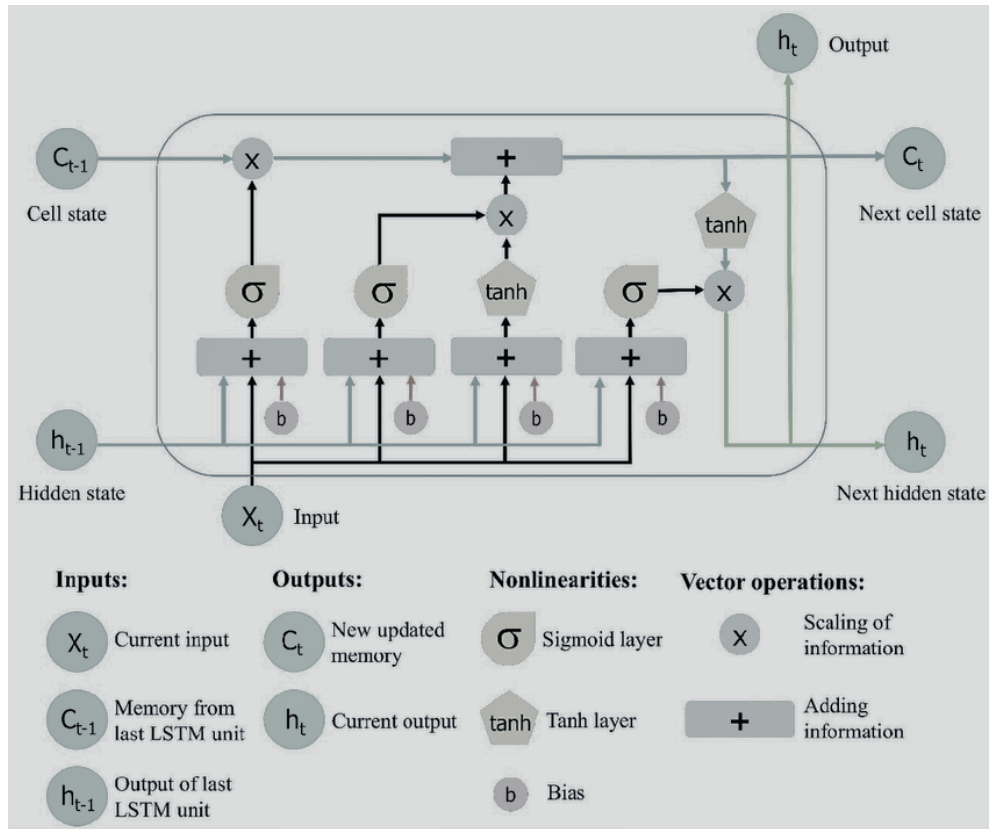 hₜ Output
Cₜ₋₁ x + Cₜ
Cell state Next cell state
x tanh
σ σ tanh σ x
+ + + +
b b b b
hₜ₋₁ hₜ
Hidden state Next hidden state
Xₜ Input
Inputs: Outputs: Nonlinearities: Vector operations:
Xₜ Current input
Cₜ₋₁ Memory from
last LSTM unit
hₜ₋₁ Output of last
LSTM unit
Cₜ New updated
memory
hₜ Current output
σ Sigmoid layer
tanh Tanh layer
b Bias
x Scaling of
information
+ Adding
information